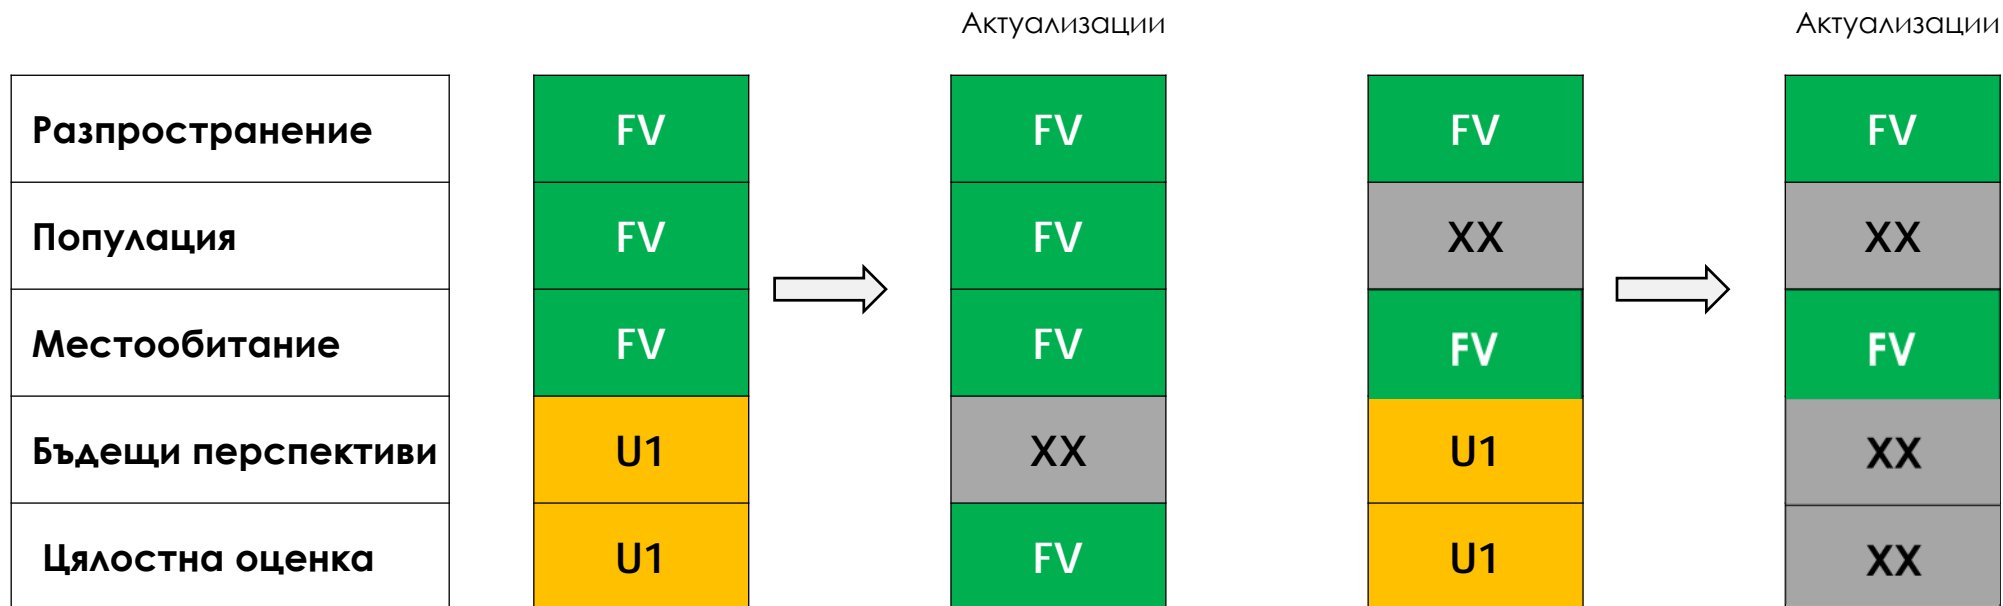 Актуализации Актуализации
Разпространение FV FV FV FV
Популация FV FV XX XX
Местообитание FV FV FV FV
Бъдещи перспективи U1 XX U1 XX
Цялостна оценка U1 FV U1 XX